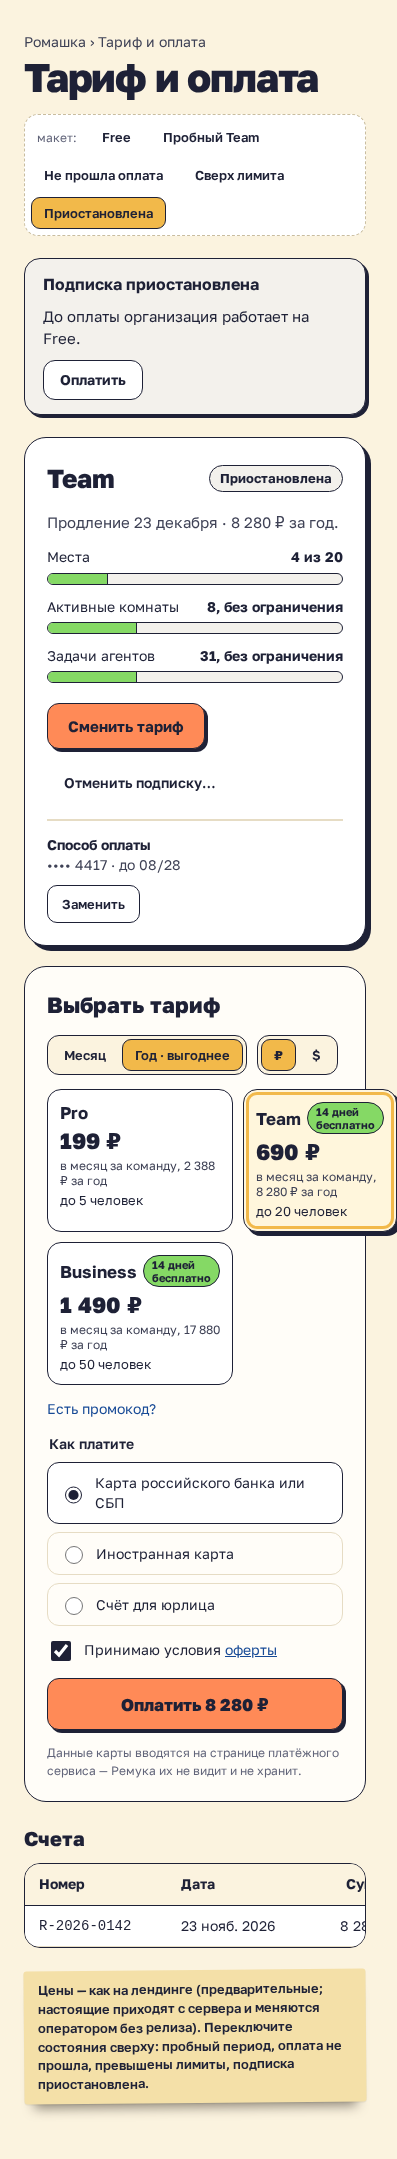 Ромашка › Тариф и оплата
Тариф и оплата
макет: Free Пробный Team
Не прошла оплата Сверх лимита
Приостановлена
Подписка приостановлена
До оплаты организация работает на
Free.
Оплатить
Team Приостановлена
Продление 23 декабря · 8 280 ₽ за год.
Места 4 из 20
Активные комнаты 8, без ограничения
Задачи агентов 31, без ограничения
Сменить тариф
Отменить подписку…
Способ оплаты
•••• 4417 · до 08/28
Заменить
Выбрать тариф
Месяц Год · выгоднее ₽ $
Pro
199 ₽
в месяц за команду, 2 388
₽ за год
до 5 человек
Team 14 дней
бесплатно
690 ₽
в месяц за команду,
8 280 ₽ за год
до 20 человек
Business 14 дней
бесплатно
1 490 ₽
в месяц за команду, 17 880
₽ за год
до 50 человек
Есть промокод?
Как платите
Карта российского банка или
СБП
Иностранная карта
Счёт для юрлица
Принимаю условия оферты
Оплатить 8 280 ₽
Данные карты вводятся на странице платёжного
сервиса — Ремука их не видит и не хранит.
Счета
Номер Дата
R-2026-0142 23 нояб. 2026
Цены — как на лендинге (предварительные;
настоящие приходят с сервера и меняются
оператором без релиза). Переключите
состояния сверху: пробный период, оплата не
прошла, превышены лимиты, подписка
приостановлена.